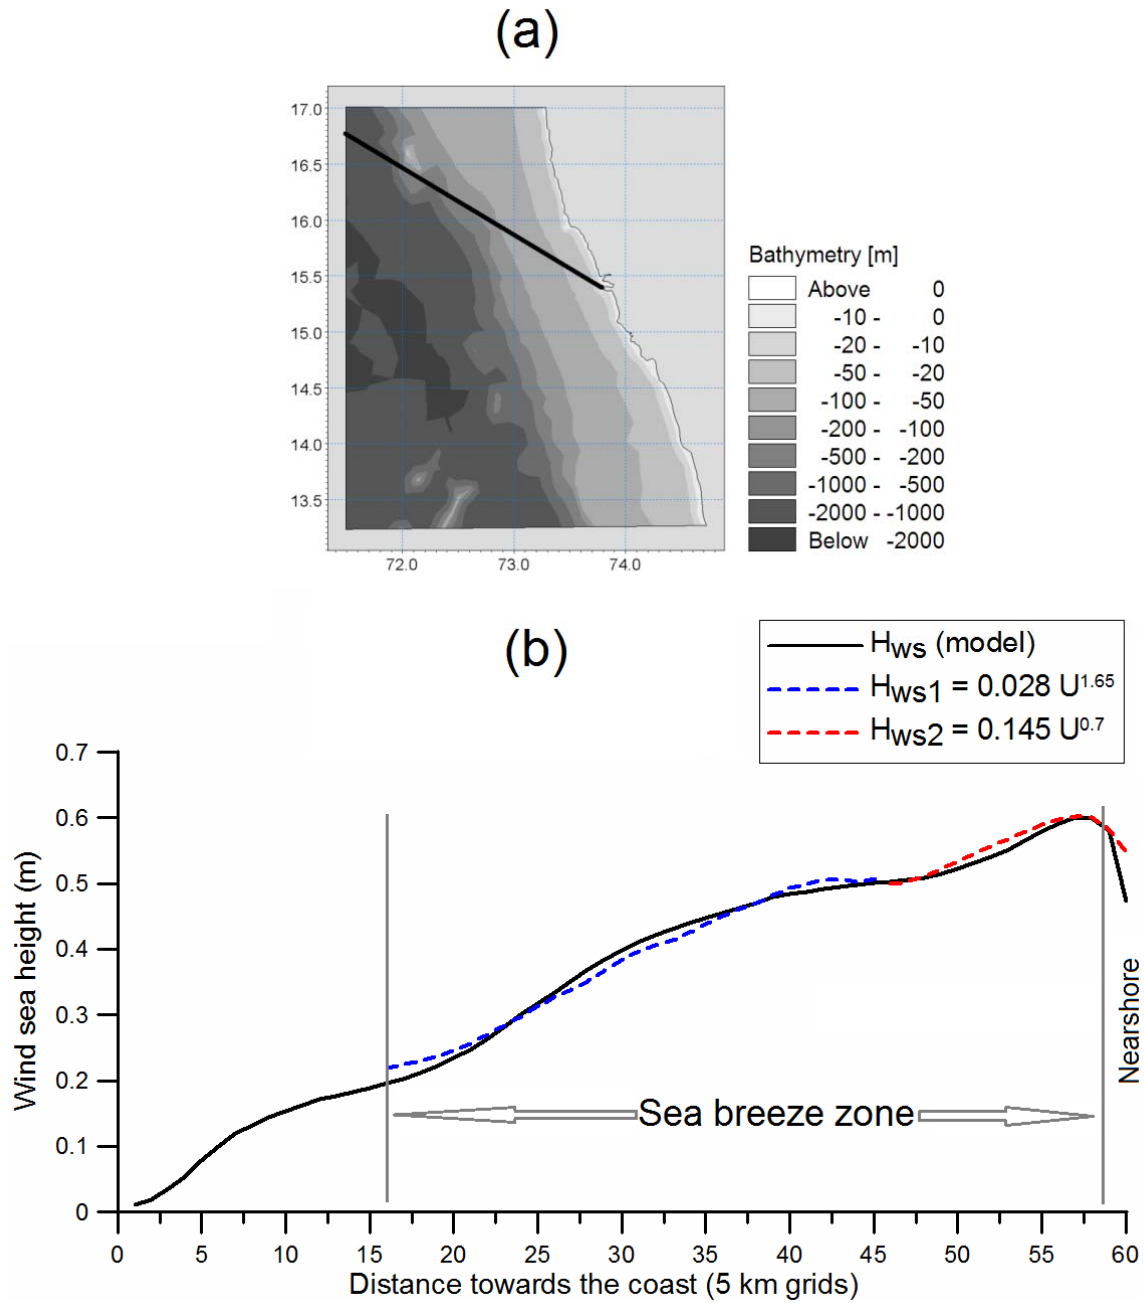 (a)
17.0
16.5
16.0
15.5
15.0
14.5
14.0
13.5
72.0 73.0 74.0
Bathymetry [m]
Above 0
-10 - 0
-20 - -10
-50 - -20
-100 - -50
-200 - -100
-500 - -200
-1000 - -500
-2000 - -1000
Below -2000
(b)
Hws (model)
Hws1 = 0.028 U1.65
Hws2 = 0.145 U0.7
0.7
0.6
0.5
0.4
0.3
0.2
0.1
0
Wind sea height (m)
Sea breeze zone
Nearshore
0 5 10 15 20 25 30 35 40 45 50 55 60
Distance towards the coast (5 km grids)